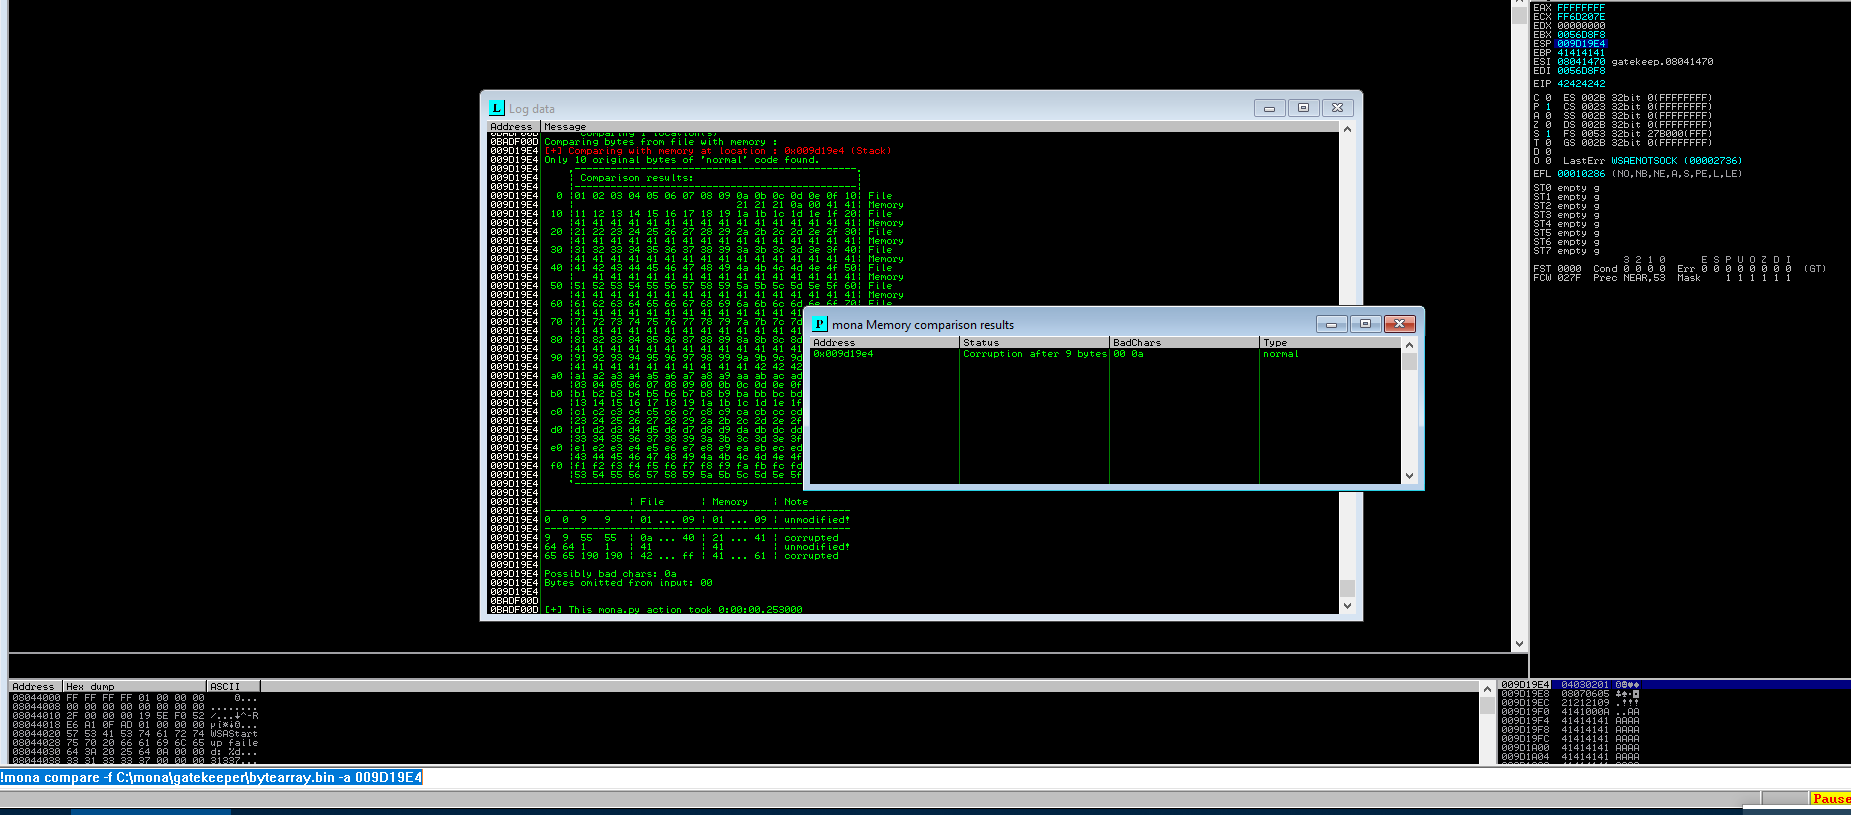 EAX FFFFFFFF
ECX FF6D207E
EDX 00000000
EBX 0056D8F8
ESP 009D19E4
EBP 41414141
ESI 08041470 gatekeep.08041470
EDI 0056D8F8
EIP 42424242
C 0 ES 002B 32bit 0(FFFFFFFF)
P 1 CS 0023 32bit 0(FFFFFFFF)
A 0 SS 002B 32bit 0(FFFFFFFF)
Z 0 DS 002B 32bit 0(FFFFFFFF)
S 1 FS 0053 32bit 27B000(FFF)
T 0 GS 002B 32bit 0(FFFFFFFF)
D 0
O 0 LastErr WSAENOTSOCK (00002736)
EFL 00010286 (NO,NB,NE,A,S,PE,L,LE)
ST0 empty g
ST1 empty g
ST2 empty g
ST3 empty g
ST4 empty g
ST5 empty g
ST6 empty g
ST7 empty g
3 2 1 0 E S P U O Z D I
FST 0000 Cond 0 0 0 0 Err 0 0 0 0 0 0 0 0 (GT)
FCW 027F Prec NEAR,53 Mask 1 1 1 1 1 1
L Log data
Address Message
0BADF00D Comparing 1 location(s)
0BADF00D Comparing bytes from file with memory :
009D19E4 [+] Comparing with memory at location : 0x009d19e4 (Stack)
009D19E4 Only 10 original bytes of 'normal' code found.
009D19E4
009D19E4 | Comparison results:
009D19E4
009D19E4 0 |01 02 03 04 05 06 07 08 09 0a 0b 0c 0d 0e 0f 10| File
009D19E4 | 21 21 21 0a 00 41 41| Memory
009D19E4 10 |11 12 13 14 15 16 17 18 19 1a 1b 1c 1d 1e 1f 20| File
009D19E4 |41 41 41 41 41 41 41 41 41 41 41 41 41 41 41 41| Memory
009D19E4 20 |21 22 23 24 25 26 27 28 29 2a 2b 2c 2d 2e 2f 30| File
009D19E4 |41 41 41 41 41 41 41 41 41 41 41 41 41 41 41 41| Memory
009D19E4 30 |31 32 33 34 35 36 37 38 39 3a 3b 3c 3d 3e 3f 40| File
009D19E4 |41 41 41 41 41 41 41 41 41 41 41 41 41 41 41 41| Memory
009D19E4 40 |41 42 43 44 45 46 47 48 49 4a 4b 4c 4d 4e 4f 50| File
009D19E4 | 41 41 41 41 41 41 41 41 41 41 41 41 41 41 41| Memory
009D19E4 50 |51 52 53 54 55 56 57 58 59 5a 5b 5c 5d 5e 5f 60| File
009D19E4 |41 41 41 41 41 41 41 41 41 41 41 41 41 41 41 41| Memory
009D19E4 60 |61 62 63 64 65 66 67 68 69 6a 6b 6c 6d 6e 6f 70| File
009D19E4 |41 41 41 41 41 41 41 41 41 41 41 41 41
009D19E4 70 |71 72 73 74 75 76 77 78 79 7a 7b 7c 7d
009D19E4 |41 41 41 41 41 41 41 41 41 41 41 41 41
009D19E4 80 |81 82 83 84 85 86 87 88 89 8a 8b 8c 8d
009D19E4 |41 41 41 41 41 41 41 41 41 41 41 41 41
009D19E4 90 |91 92 93 94 95 96 97 98 99 9a 9b 9c 9d
009D19E4 |41 41 41 41 41 41 41 41 41 41 42 42 42
009D19E4 a0 |a1 a2 a3 a4 a5 a6 a7 a8 a9 aa ab ac ad
009D19E4 |03 04 05 06 07 08 09 00 0b 0c 0d 0e 0f
009D19E4 b0 |b1 b2 b3 b4 b5 b6 b7 b8 b9 ba bb bc bd
009D19E4 |13 14 15 16 17 18 19 1a 1b 1c 1d 1e 1f
009D19E4 c0 |c1 c2 c3 c4 c5 c6 c7 c8 c9 ca cb cc cd
009D19E4 |23 24 25 26 27 28 29 2a 2b 2c 2d 2e 2f
009D19E4 d0 |d1 d2 d3 d4 d5 d6 d7 d8 d9 da db dc dd
009D19E4 |33 34 35 36 37 38 39 3a 3b 3c 3d 3e 3f
009D19E4 e0 |e1 e2 e3 e4 e5 e6 e7 e8 e9 ea eb ec ed
009D19E4 |43 44 45 46 47 48 49 4a 4b 4c 4d 4e 4f
009D19E4 f0 |f1 f2 f3 f4 f5 f6 f7 f8 f9 fa fb fc fd
009D19E4 |53 54 55 56 57 58 59 5a 5b 5c 5d 5e 5f
009D19E4
009D19E4
009D19E4 | File | Memory | Note
009D19E4
009D19E4 0 0 9 9 | 01 ... 09 | 01 ... 09 | unmodified!
009D19E4
009D19E4 9 9 55 55 | 0a ... 40 | 21 ... 41 | corrupted
009D19E4 64 64 1 1 | 41 | 41 | unmodified!
009D19E4 65 65 190 190 | 42 ... ff | 41 ... 61 | corrupted
009D19E4
009D19E4 Possibly bad chars: 0a
009D19E4 Bytes omitted from input: 00
009D19E4
0BADF00D
0BADF00D [+] This mona.py action took 0:00:00.253000
P mona Memory comparison results
Address Status BadChars Type
0x009d19e4 Corruption after 9 bytes 00 0a normal
Address Hex dump ASCII
08044000 FF FF FF FF 01 00 00 00 0...
08044008 00 00 00 00 00 00 00 00 ........
08044010 2F 00 00 00 19 5E F0 52
08044018 E6 A1 0F AD 01 00 00 00
08044020 57 53 41 53 74 61 72 74 WSAStart
08044028 75 70 20 66 61 69 6C 65 up faile
08044030 64 3A 20 25 64 0A 00 00 d: %d...
08044038 33 31 33 33 37 00 00 00 31337...
009D19E4 04030201
009D19E8 08070605
009D19EC 21212109 .!!!
009D19F0 4141000A ..AA
009D19F4 41414141 AAAA
009D19F8 41414141 AAAA
009D19FC 41414141 AAAA
009D1A00 41414141 AAAA
009D1A04 41414141 AAAA
!mona compare -f C:\mona\gatekeeper\bytearray.bin -a 009D19E4
Pause